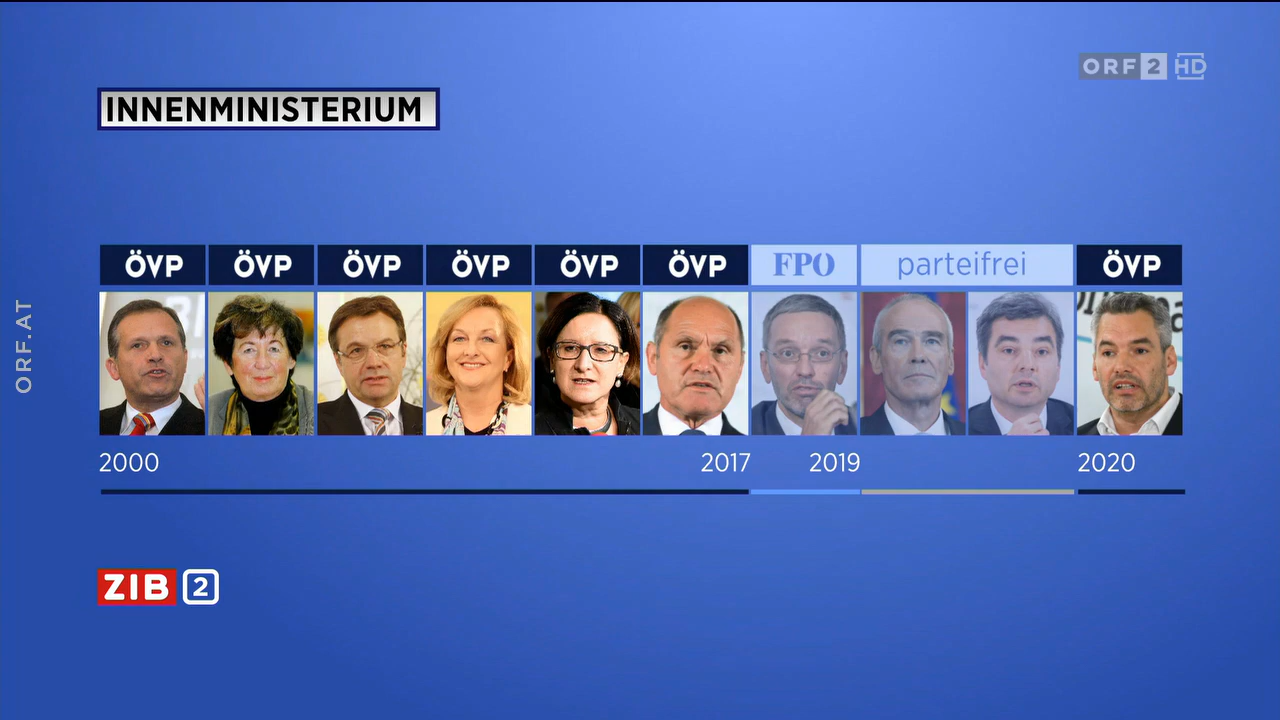 ORF 2 HD
INNENMINISTERIUM
ÖVP ÖVP ÖVP ÖVP ÖVP ÖVP FPÖ parteifrei ÖVP
2000 2017 2019 2020
ORF.AT
ZIB 2